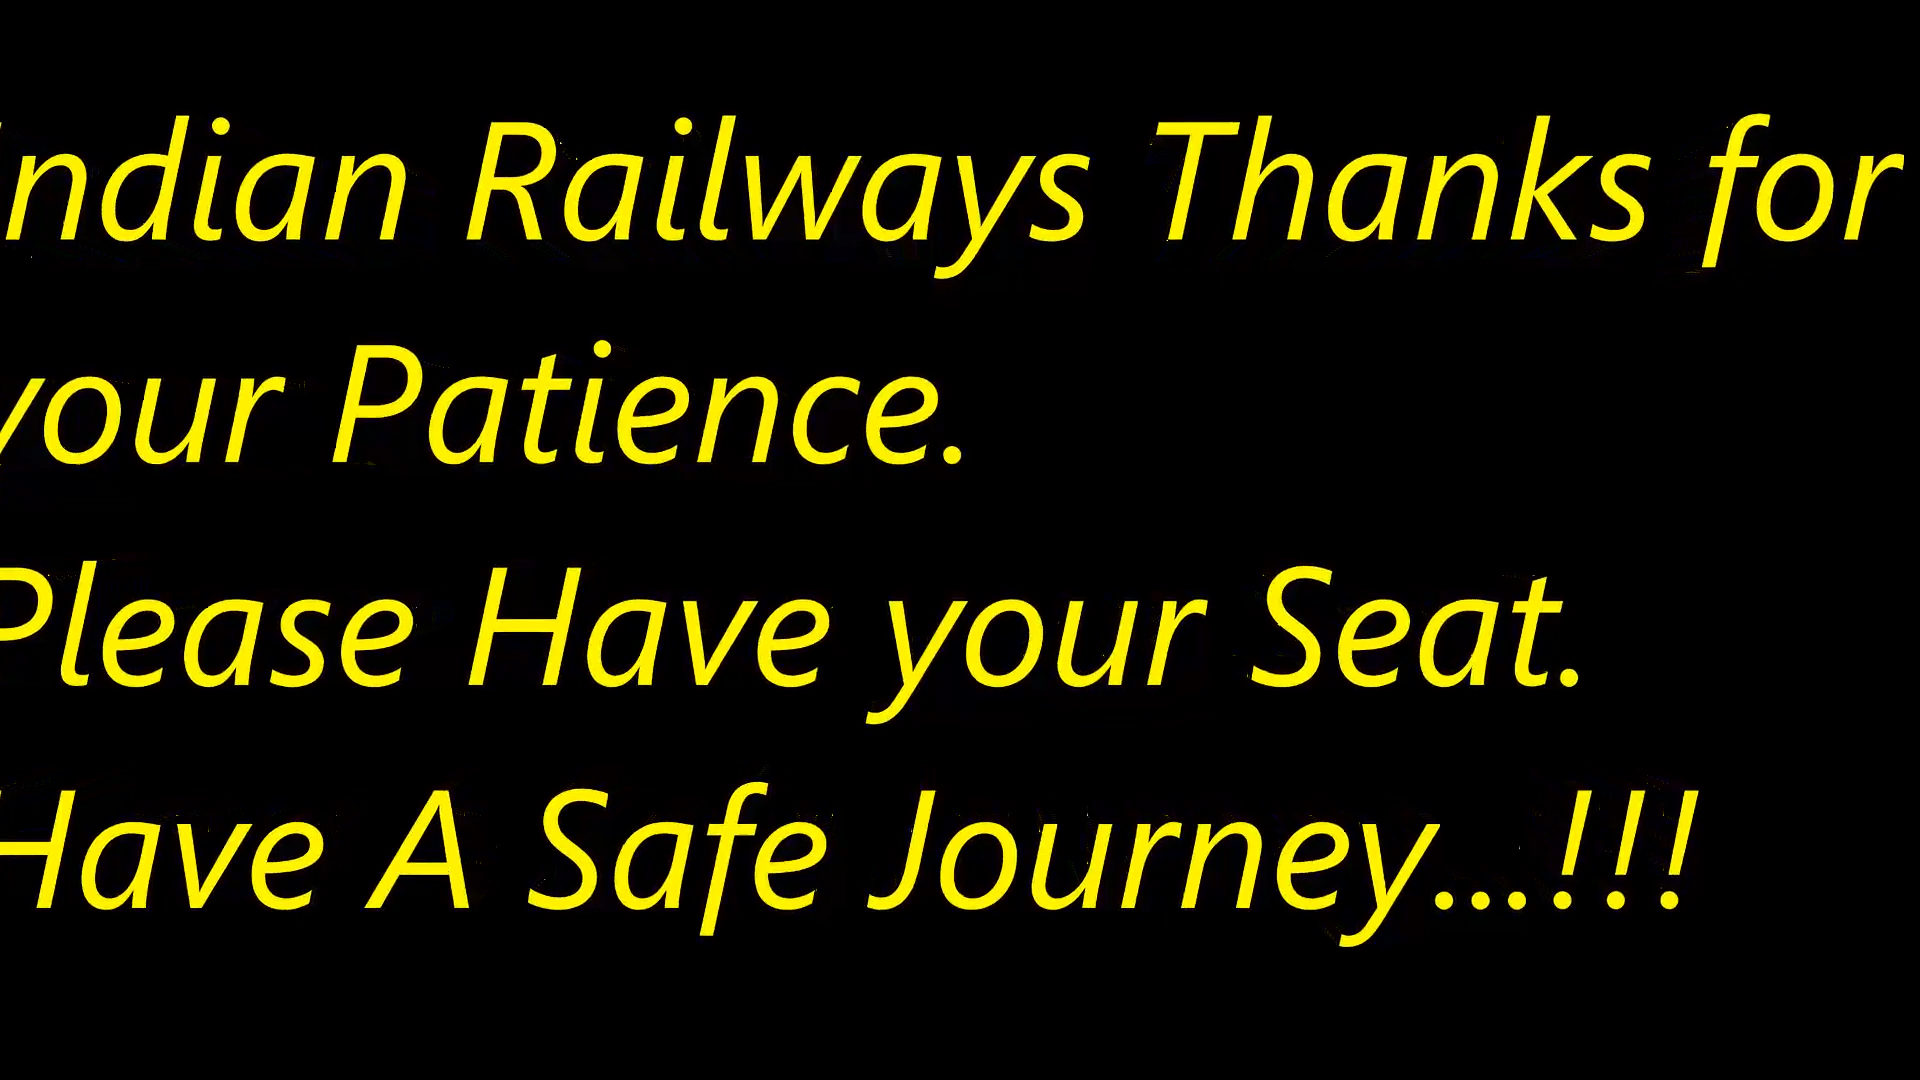 Indian Railways Thanks for
your Patience.
Please Have your Seat.
Have A Safe Journey...!!!